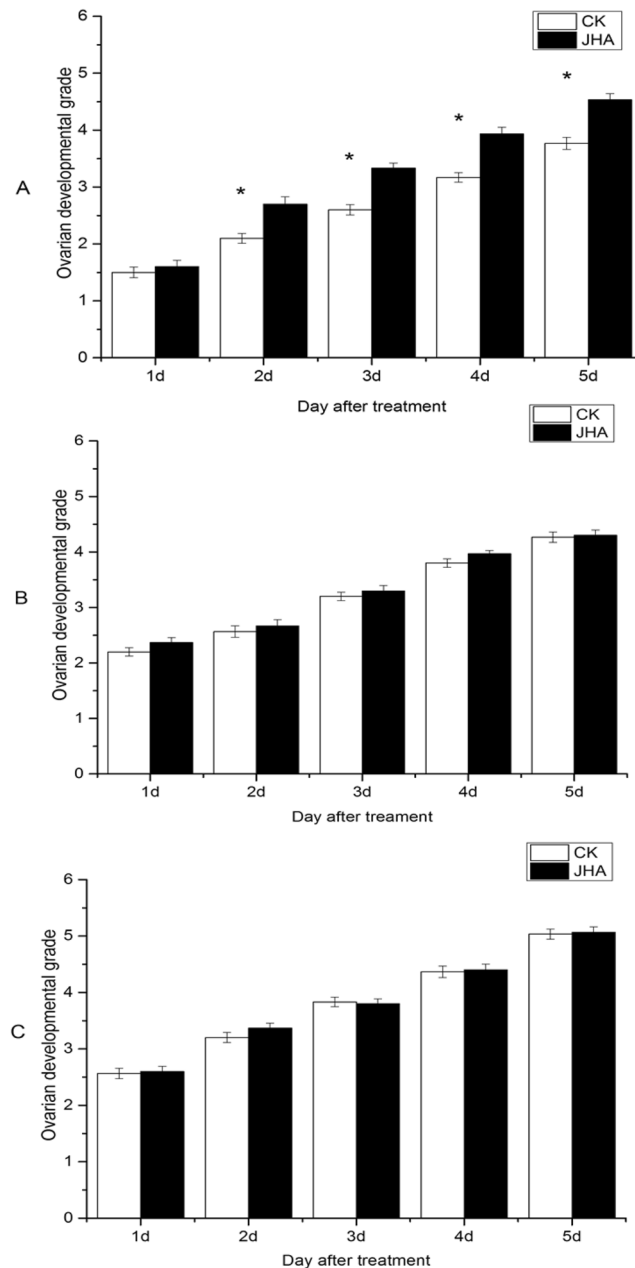 CK
JHA
6
5
4
3
2
1
0
Ovarian developmental grade
A
*
*
*
*
1d 2d 3d 4d 5d
Day after treatment
CK
JHA
6
5
4
3
2
1
0
Ovarian developmental grade
B
1d 2d 3d 4d 5d
Day after treament
CK
JHA
6
5
4
3
2
1
0
Ovarian developmental grade
C
1d 2d 3d 4d 5d
Day after treatment